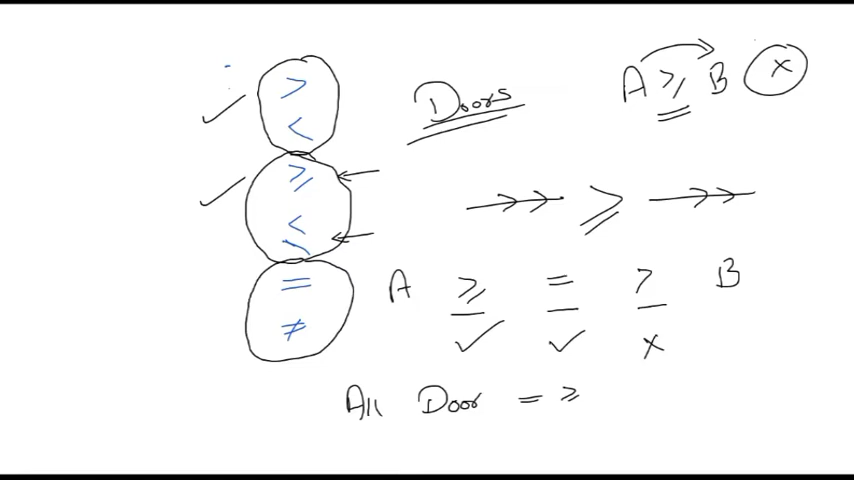 >
<
≥
≤
=
≠
Doors
A ≥ B x
≥
A ≥ = > B
✓ ✓ x
All Door = ≥